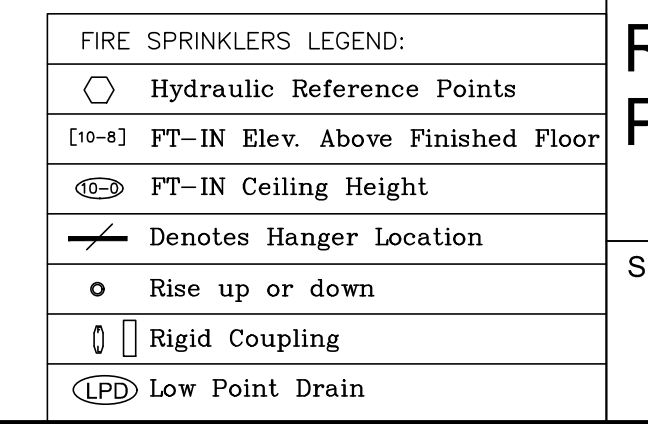 FIRE SPRINKLERS LEGEND:
Hydraulic Reference Points
[10-8] FT-IN Elev. Above Finished Floor
10-0 FT-IN Ceiling Height
Denotes Hanger Location
Rise up or down
Rigid Coupling
LPD Low Point Drain
R
P
S